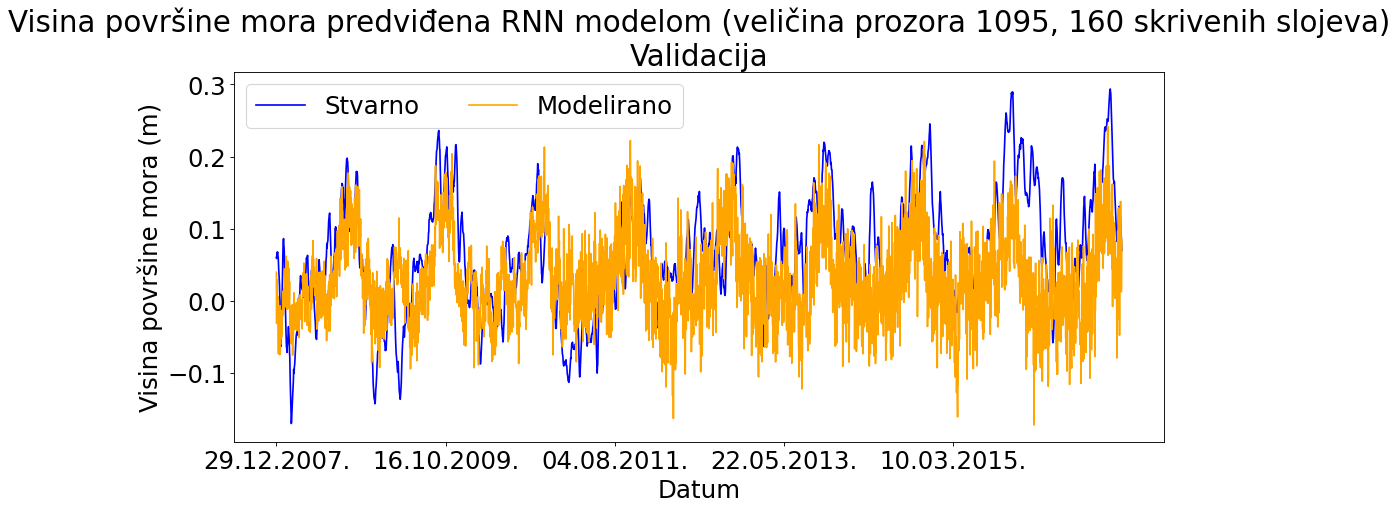 Visina površine mora predviđena RNN modelom (veličina prozora 1095, 160 skrivenih slojeva)
Validacija
Stvarno
Modelirano
Visina površine mora (m)
0.3
0.2
0.1
0.0
−0.1
29.12.2007.
16.10.2009.
04.08.2011.
22.05.2013.
10.03.2015.
Datum